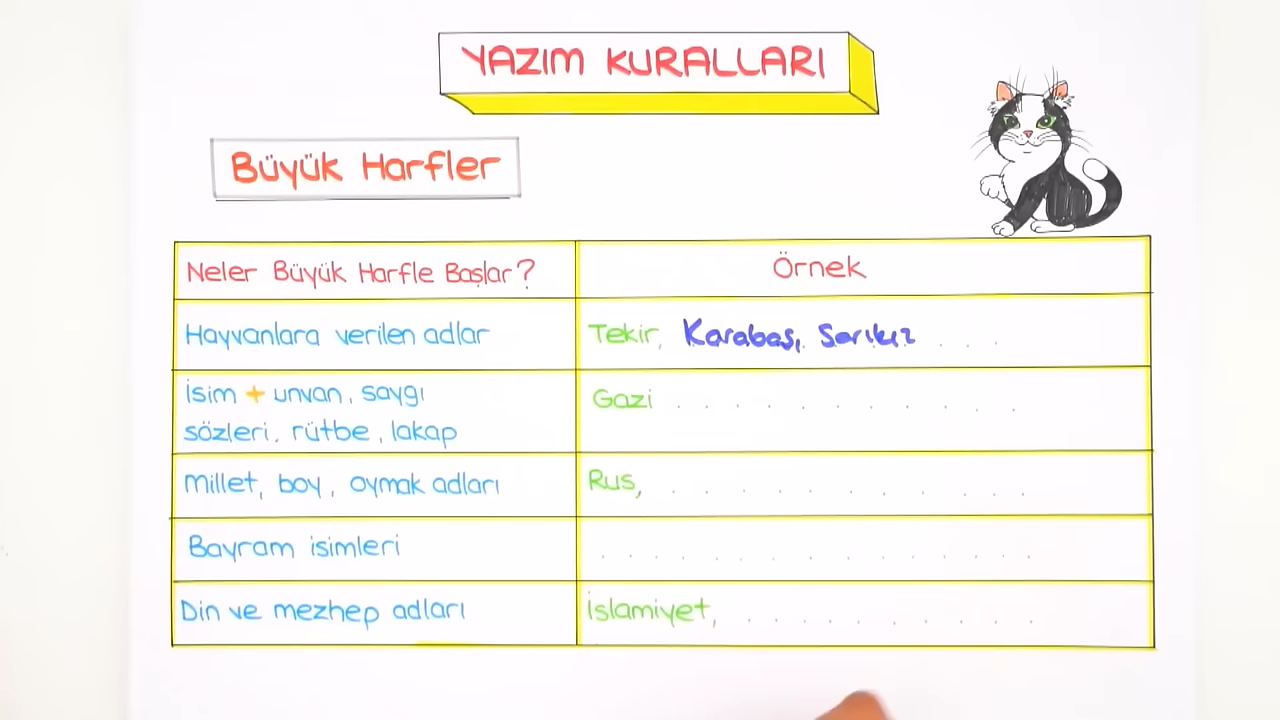 YAZIM KURALLARI
Büyük Harfler
Neler Büyük Harfle Başlar?
Örnek
Hayvanlara verilen adlar
Tekir, Karabaş, Sarıkız . . .
İsim + unvan, saygı
sözleri, rütbe, lakap
Gazi . . . . . . . . . . . .
Millet, boy, oymak adları
Rus, . . . . . . . . . . . . .
Bayram isimleri
. . . . . . . . . . . . . . . .
Din ve mezhep adları
İslamiyet, . . . . . . . . . . .